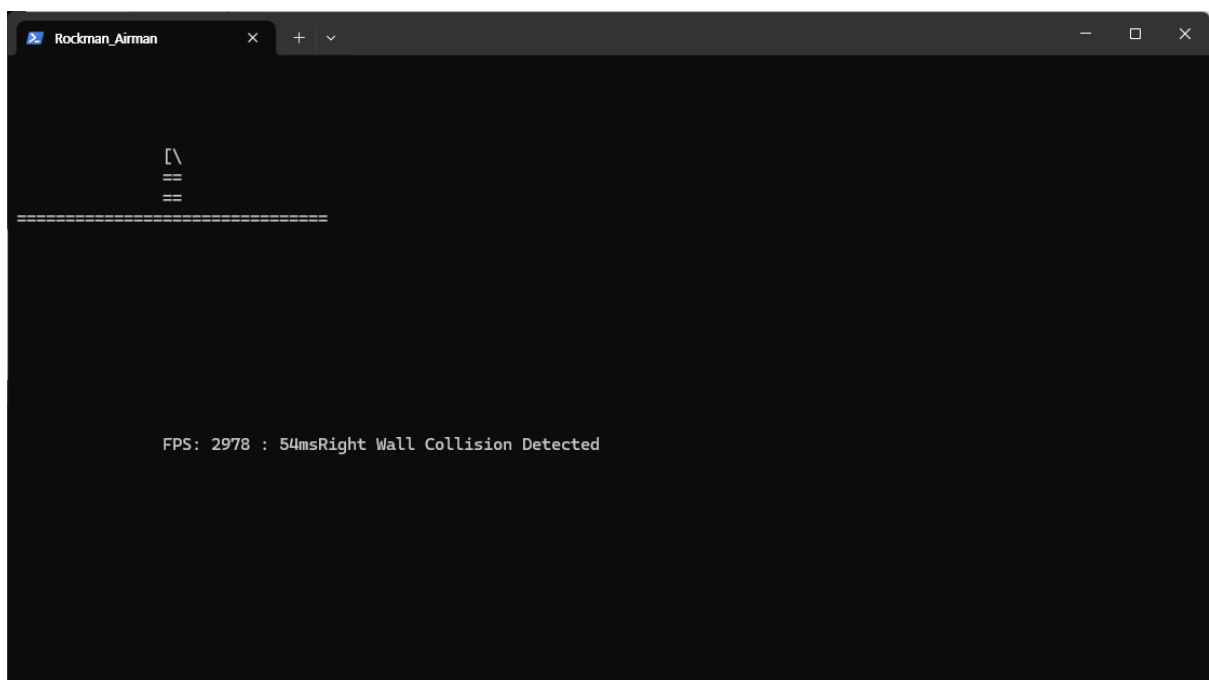 Rockman_Airman
[\
==
==
================================
FPS: 2978 : 54msRight Wall Collision Detected